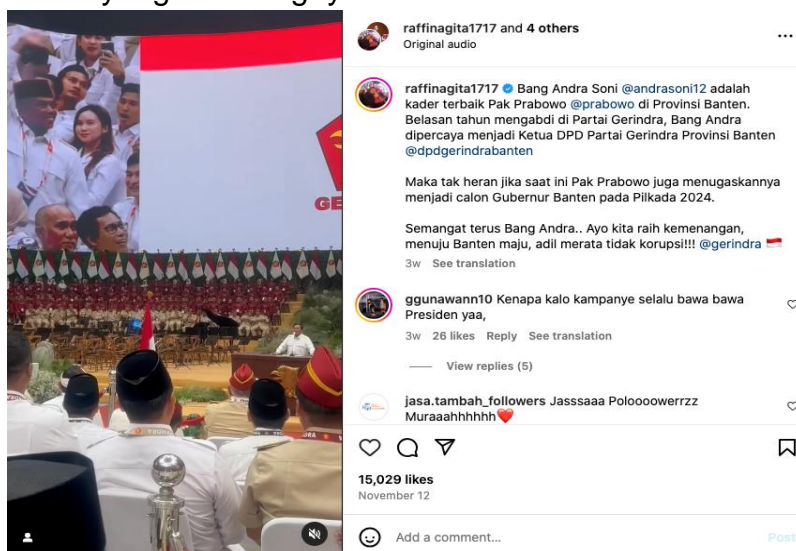 raffinagita1717 and 4 others
Original audio
raffinagita1717 Bang Andra Soni @andrasoni12 adalah
kader terbaik Pak Prabowo @prabowo di Provinsi Banten.
Belasan tahun mengabdi di Partai Gerindra, Bang Andra
dipercaya menjadi Ketua DPD Partai Gerindra Provinsi Banten
@dpdgerindrabanten
Maka tak heran jika saat ini Pak Prabowo juga menugaskannya
menjadi calon Gubernur Banten pada Pilkada 2024.
Semangat terus Bang Andra.. Ayo kita raih kemenangan,
menuju Banten maju, adil merata tidak korupsi!!! @gerindra 🇮🇩
3w See translation
ggunawann10 Kenapa kalo kampanye selalu bawa bawa
Presiden yaa,
3w 26 likes Reply See translation
View replies (5)
jasa.tambah_followers Jasssaaa Poloooowerrzz
Muraaahhhhhh❤️
15,029 likes
November 12
Add a comment...
Post
GE